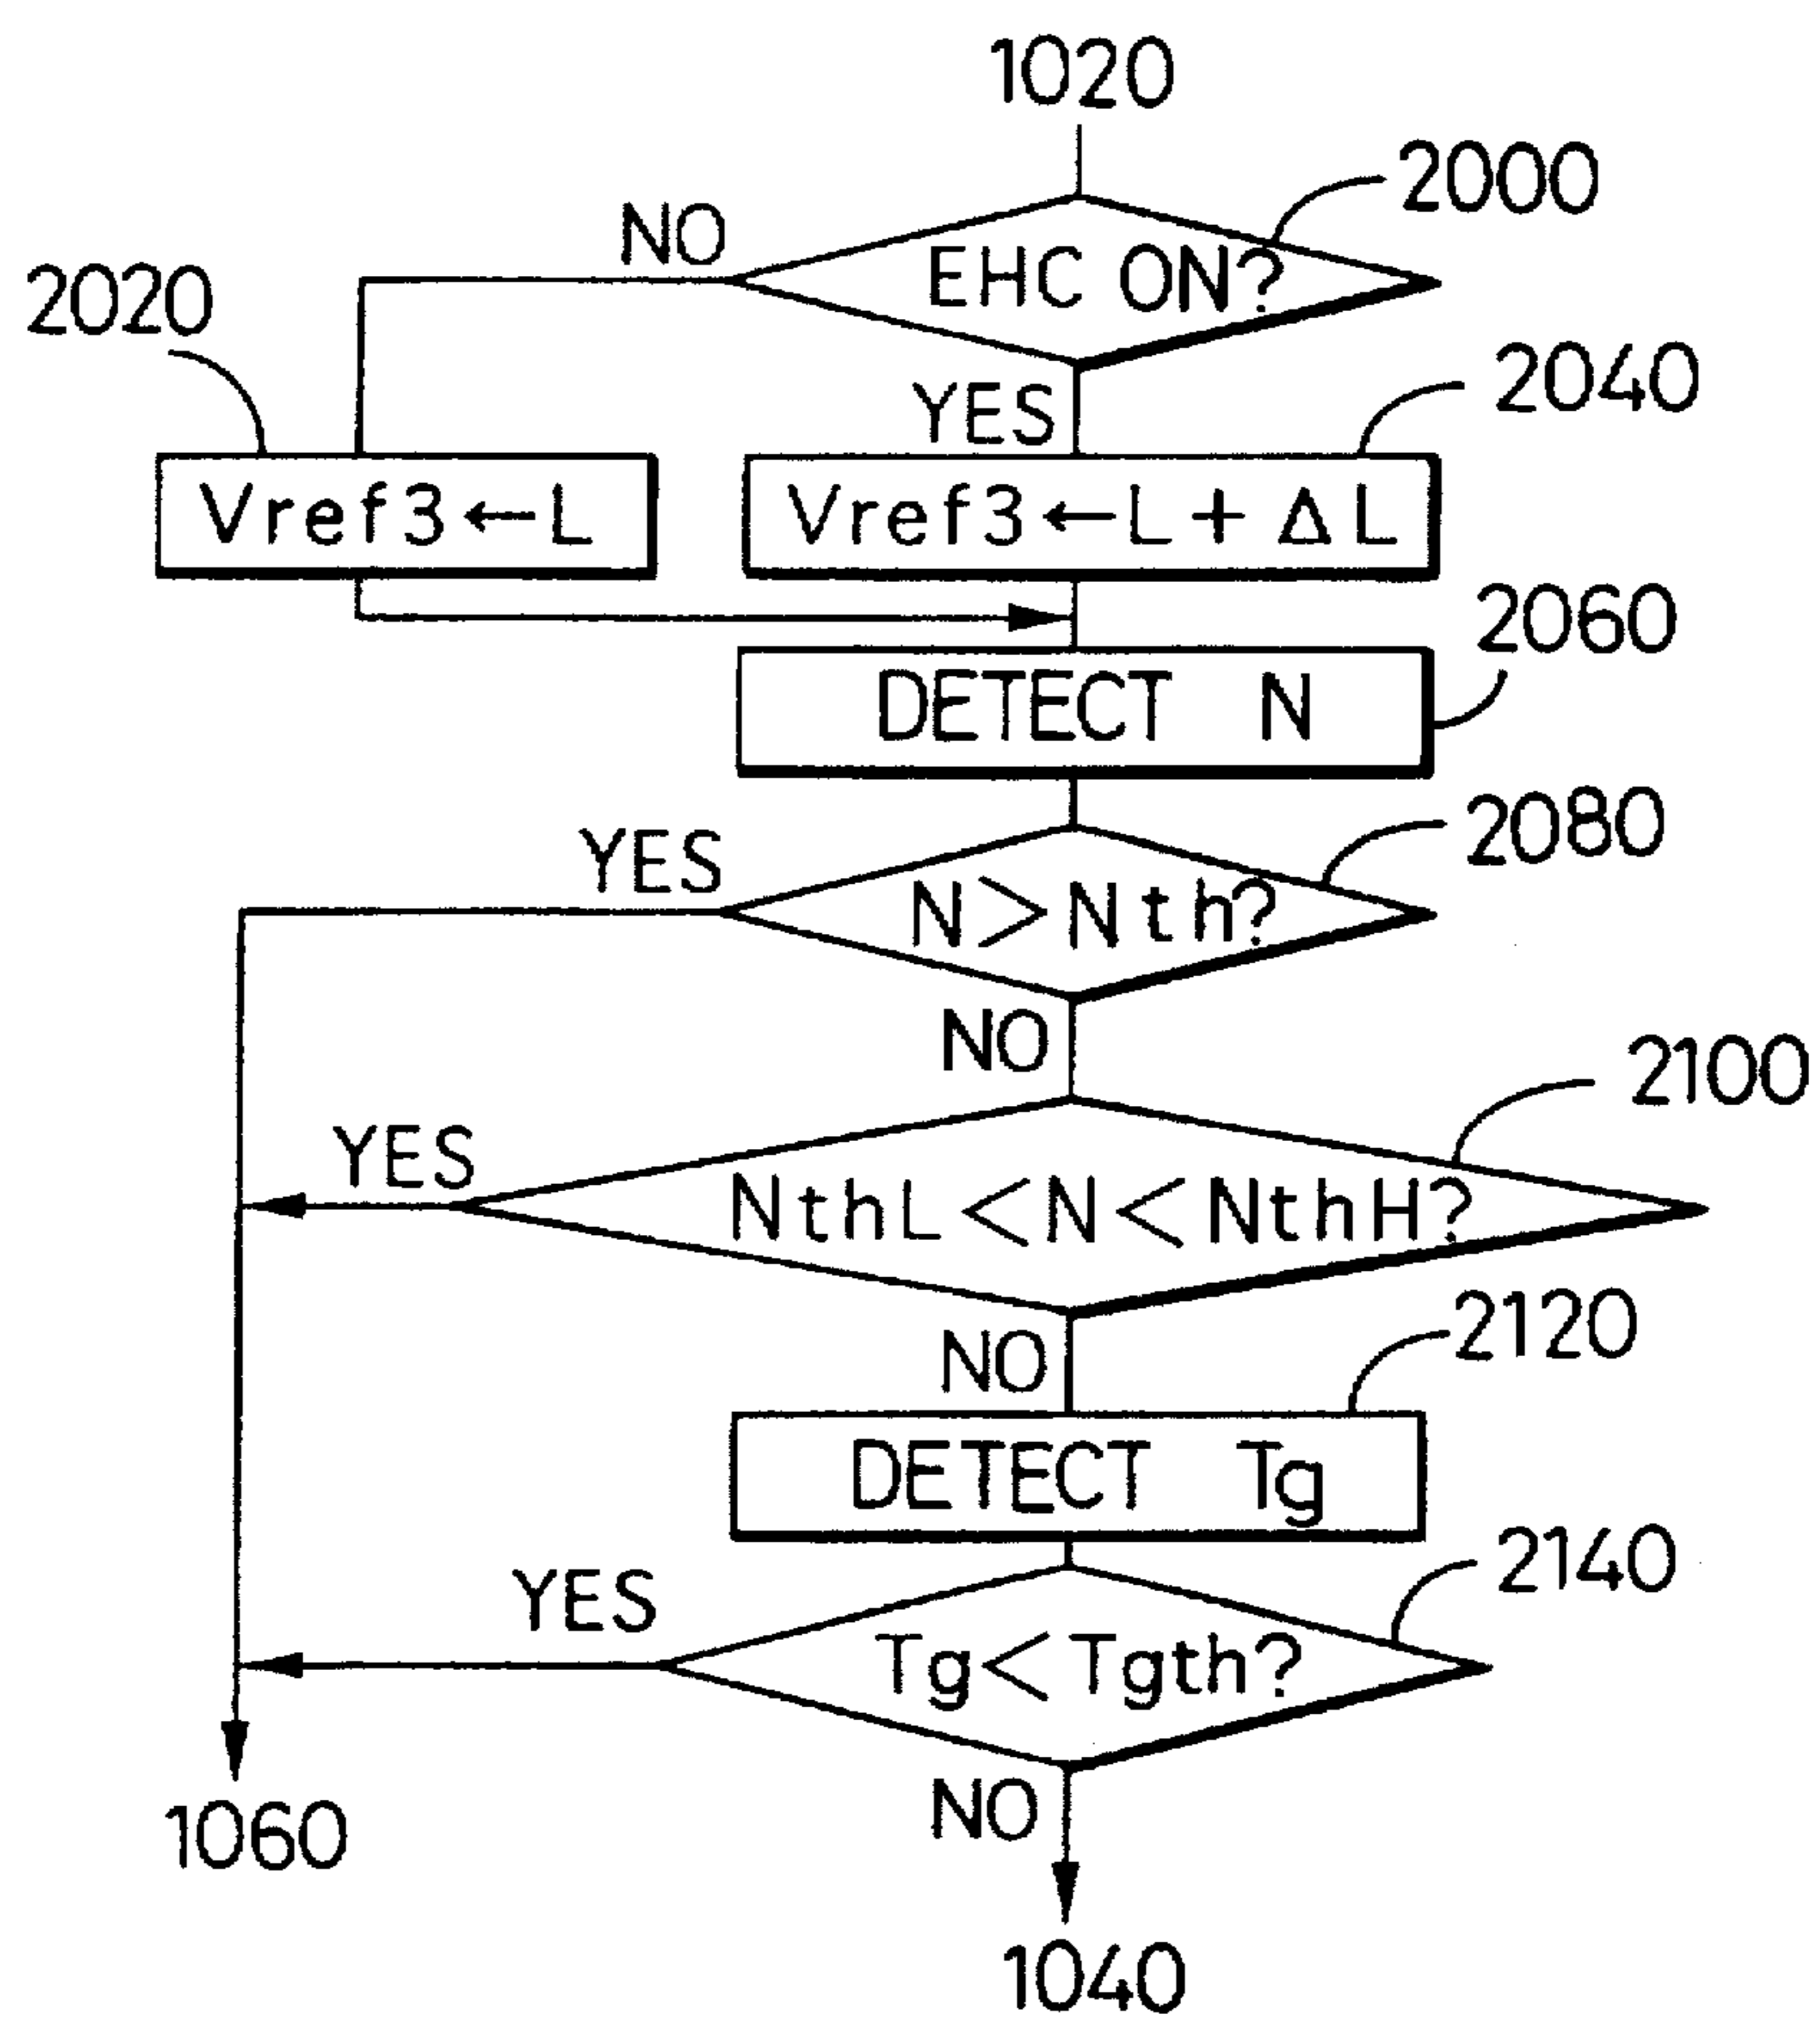 1020
2000
NO
EHC ON?
2020
2040
YES
Vref3←L
Vref3←L+ΔL
2060
DETECT N
2080
YES
N>Nth?
NO
2100
YES
NthL<N<NthH?
2120
NO
DETECT Tg
2140
YES
Tg<Tgth?
NO
1060
1040